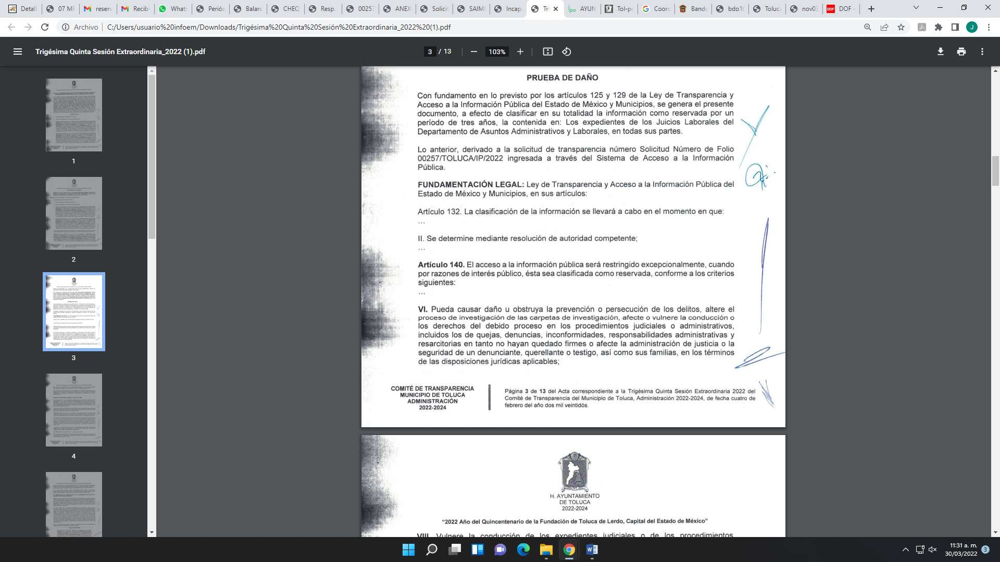 Detall
07 MF
reserv
Recibi
Whats
Periód
Balanz
CHEQ
Resp.
00257
ANEX
Solicit
SAIME
Incapa
Tri
AYUN
Tol-po
Coord
Bando
bdo10
Toluca
nov03
DOF -
Archivo
C:/Users/usuario%20infoem/Downloads/Trigésima%20Quinta%20Sesión%20Extraordinaria_2022%20(1).pdf
J
Trigésima Quinta Sesión Extraordinaria_2022 (1).pdf
3 / 13
103%
1
2
3
4
PRUEBA DE DAÑO
Con fundamento en lo previsto por los artículos 125 y 129 de la Ley de Transparencia y
Acceso a la Información Pública del Estado de México y Municipios, se genera el presente
documento, a efecto de clasificar en su totalidad la información como reservada por un
período de tres años, la contenida en: Los expedientes de los Juicios Laborales del
Departamento de Asuntos Administrativos y Laborales, en todas sus partes.
Lo anterior, derivado a la solicitud de transparencia número Solicitud Número de Folio
00257/TOLUCA/IP/2022 ingresada a través del Sistema de Acceso a la Información
Pública.
FUNDAMENTACIÓN LEGAL: Ley de Transparencia y Acceso a la Información Pública del
Estado de México y Municipios, en sus artículos:
Artículo 132. La clasificación de la información se llevará a cabo en el momento en que:
...
II. Se determine mediante resolución de autoridad competente;
...
Artículo 140. El acceso a la información pública será restringido excepcionalmente, cuando
por razones de interés público, ésta sea clasificada como reservada, conforme a los criterios
siguientes:
...
VI. Pueda causar daño u obstruya la prevención o persecución de los delitos, altere el
proceso de investigación de las carpetas de investigación, afecte o vulnere la conducción o
los derechos del debido proceso en los procedimientos judiciales o administrativos,
incluidos los de quejas, denuncias, inconformidades, responsabilidades administrativas y
resarcitorias en tanto no hayan quedado firmes o afecte la administración de justicia o la
seguridad de un denunciante, querellante o testigo, así como sus familias, en los términos
de las disposiciones jurídicas aplicables;
COMITÉ DE TRANSPARENCIA
MUNICIPIO DE TOLUCA
ADMINISTRACIÓN
2022-2024
Página 3 de 13 del Acta correspondiente a la Trigésima Quinta Sesión Extraordinaria 2022 del
Comité de Transparencia del Municipio de Toluca, Administración 2022-2024, de fecha cuatro de
febrero del año dos mil veintidós.
H. AYUNTAMIENTO
DE TOLUCA
2022-2024
“2022 Año del Quincentenario de la Fundación de Toluca de Lerdo, Capital del Estado de México”
VIII. Vulnere la conducción de los expedientes judiciales o de los procedimientos
11:31 a. m.
30/03/2022
3